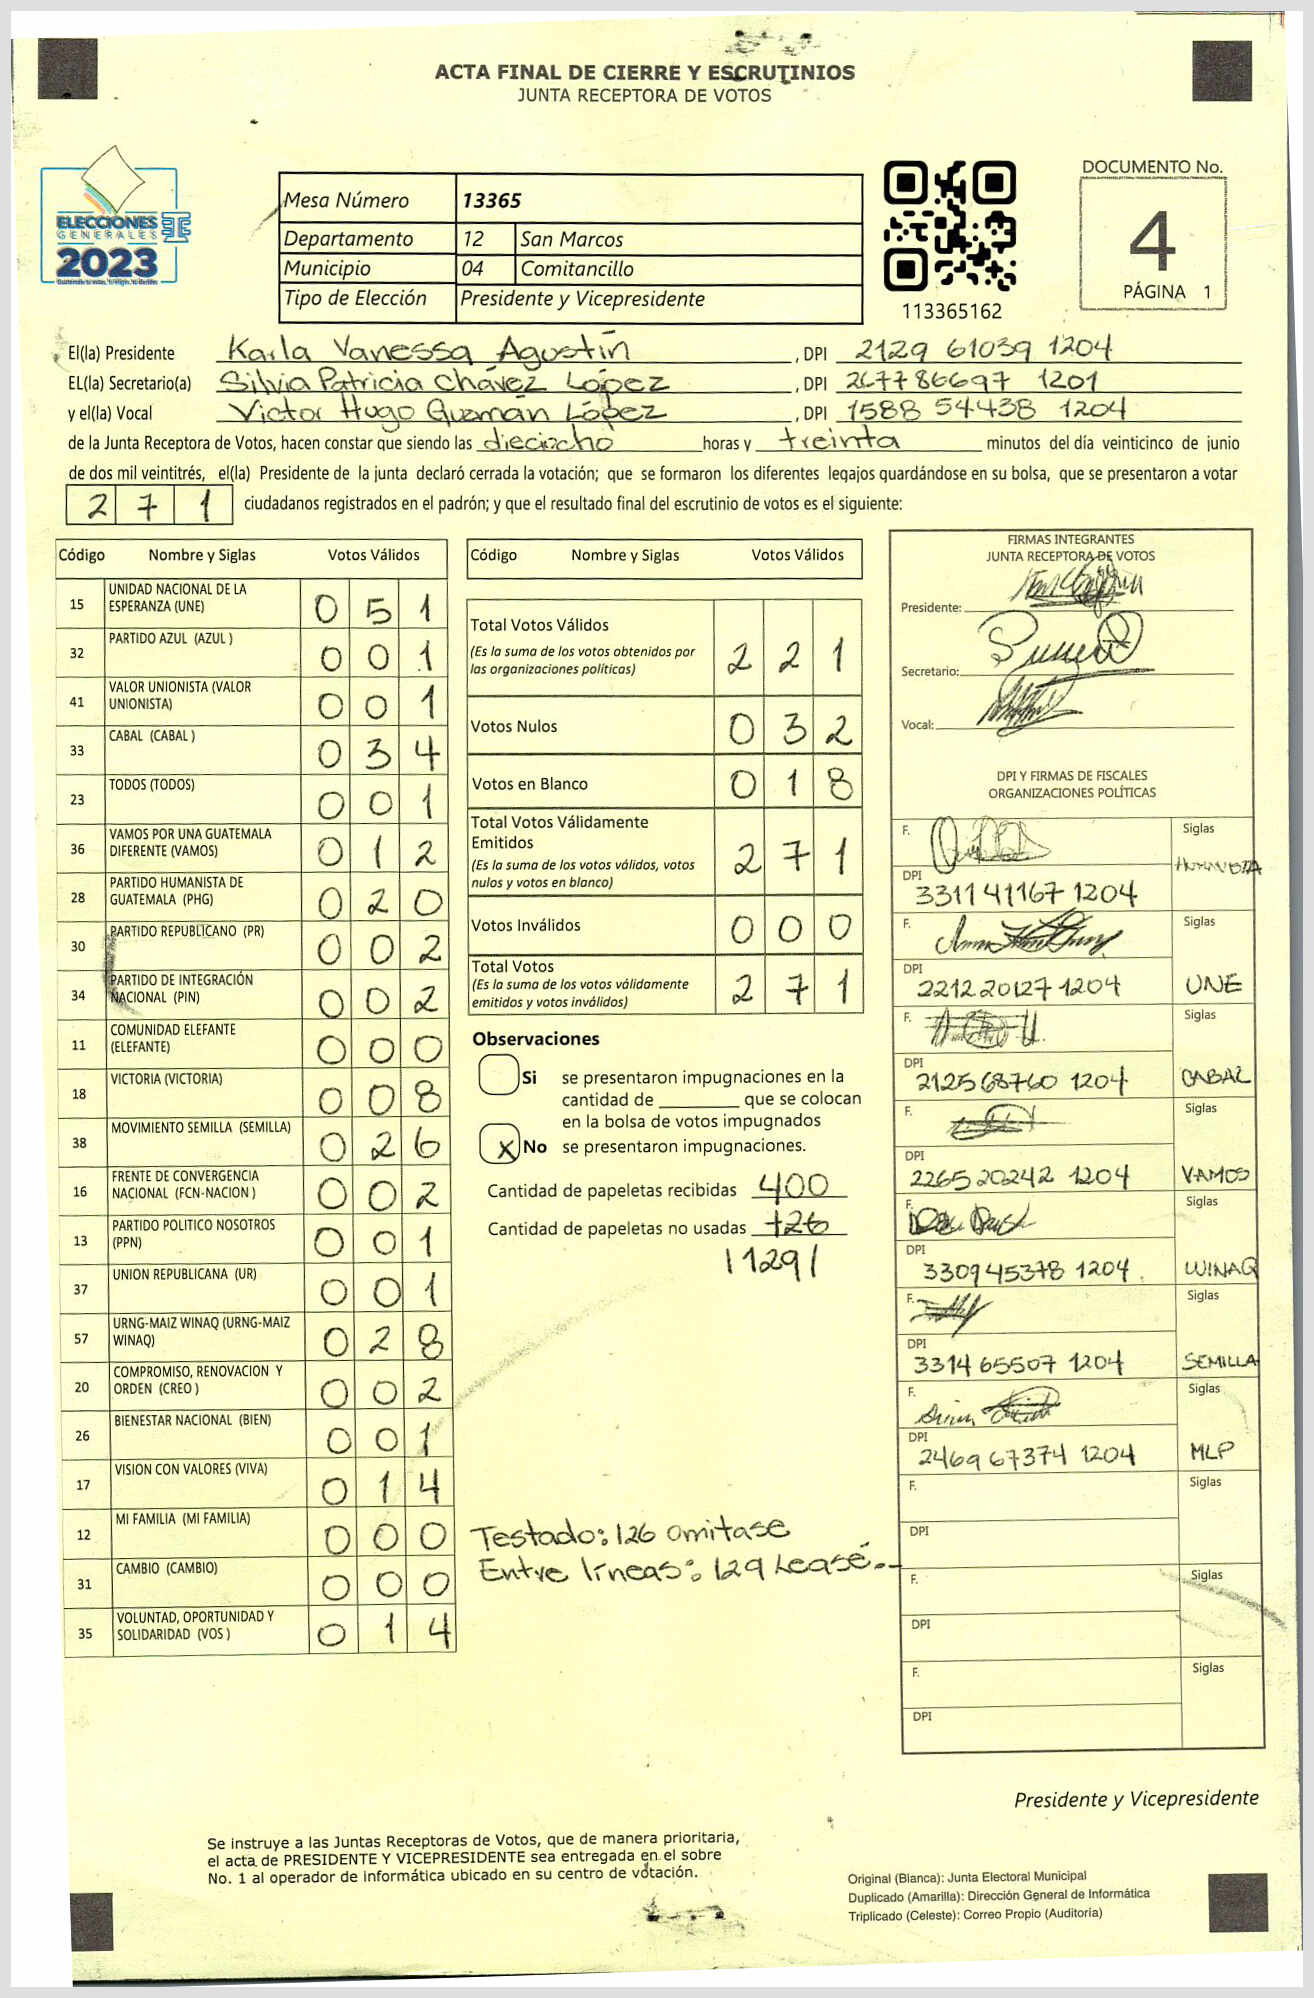 ACTA FINAL DE CIERRE Y ESCRUTINIOS
JUNTA RECEPTORA DE VOTOS
ELECCIONES
GENERALES
2023
Mesa Número 13365
Departamento 12 San Marcos
Municipio 04 Comitancillo
Tipo de Elección Presidente y Vicepresidente
113365162
DOCUMENTO No.
4
PÁGINA 1
El(la) Presidente Karla Vanessa Agustín , DPI 2129 61039 1204
EL(la) Secretario(a) Silvia Patricia Chávez López , DPI 267786697 1201
y el(la) Vocal Victor Hugo Guzmán López , DPI 1588 54438 1204
de la Junta Receptora de Votos, hacen constar que siendo las dieciocho horas y treinta minutos del día veinticinco de junio
de dos mil veintitrés, el(la) Presidente de la junta declaró cerrada la votación; que se formaron los diferentes legajos quardándose en su bolsa, que se presentaron a votar
2 7 1 ciudadanos registrados en el padrón; y que el resultado final del escrutinio de votos es el siguiente:
Código Nombre y Siglas Votos Válidos
15 UNIDAD NACIONAL DE LA ESPERANZA (UNE) 0 5 1
32 PARTIDO AZUL (AZUL ) 0 0 1
41 VALOR UNIONISTA (VALOR UNIONISTA) 0 0 1
33 CABAL (CABAL ) 0 3 4
23 TODOS (TODOS) 0 0 1
36 VAMOS POR UNA GUATEMALA DIFERENTE (VAMOS) 0 1 2
28 PARTIDO HUMANISTA DE GUATEMALA (PHG) 0 2 0
30 PARTIDO REPUBLICANO (PR) 0 0 2
34 PARTIDO DE INTEGRACIÓN NACIONAL (PIN) 0 0 2
11 COMUNIDAD ELEFANTE (ELEFANTE) 0 0 0
18 VICTORIA (VICTORIA) 0 0 8
38 MOVIMIENTO SEMILLA (SEMILLA) 0 2 6
16 FRENTE DE CONVERGENCIA NACIONAL (FCN-NACION ) 0 0 2
13 PARTIDO POLITICO NOSOTROS (PPN) 0 0 1
37 UNION REPUBLICANA (UR) 0 0 1
57 URNG-MAIZ WINAQ (URNG-MAIZ WINAQ) 0 2 8
20 COMPROMISO, RENOVACION Y ORDEN (CREO ) 0 0 2
26 BIENESTAR NACIONAL (BIEN) 0 0 1
17 VISION CON VALORES (VIVA) 0 1 4
12 MI FAMILIA (MI FAMILIA) 0 0 0
31 CAMBIO (CAMBIO) 0 0 0
35 VOLUNTAD, OPORTUNIDAD Y SOLIDARIDAD (VOS ) 0 1 4
Código Nombre y Siglas Votos Válidos
Total Votos Válidos 2 2 1
(Es la suma de los votos obtenidos por
las organizaciones políticas)
Votos Nulos 0 3 2
Votos en Blanco 0 1 8
Total Votos Válidamente
Emitidos 2 7 1
(Es la suma de los votos válidos, votos
nulos y votos en blanco)
Votos Inválidos 0 0 0
Total Votos 2 7 1
(Es la suma de los votos válidamente
emitidos y votos inválidos)
Observaciones
Si se presentaron impugnaciones en la
cantidad de ________ que se colocan
en la bolsa de votos impugnados
X No se presentaron impugnaciones.
Cantidad de papeletas recibidas 400
Cantidad de papeletas no usadas 126
/129/
Testado: 126 omitase
Entre líneas: 129 Lease.-
FIRMAS INTEGRANTES
JUNTA RECEPTORA DE VOTOS
Presidente:
Secretario:
Vocal:
DPI Y FIRMAS DE FISCALES
ORGANIZACIONES POLÍTICAS
F. Siglas
DPI 3311 41167 1204
F. Siglas
DPI 2212 20127 1204 UNE
F. Siglas
DPI 2125 68760 1204 CABAL
F. Siglas
DPI 2265 20242 1204 VAMOS
F. Siglas
DPI 3309 45378 1204. WINAQ
F. Siglas
DPI 3314 65507 1204 SEMILLA
F. Siglas
DPI 2469 67374 1204 MLP
F. Siglas
DPI
F. Siglas
DPI
F. Siglas
DPI
Presidente y Vicepresidente
Se instruye a las Juntas Receptoras de Votos, que de manera prioritaria,
el acta de PRESIDENTE Y VICEPRESIDENTE sea entregada en el sobre
No. 1 al operador de informática ubicado en su centro de votación.
Original (Blanca): Junta Electoral Municipal
Duplicado (Amarilla): Dirección General de Informática
Triplicado (Celeste): Correo Propio (Auditoria)